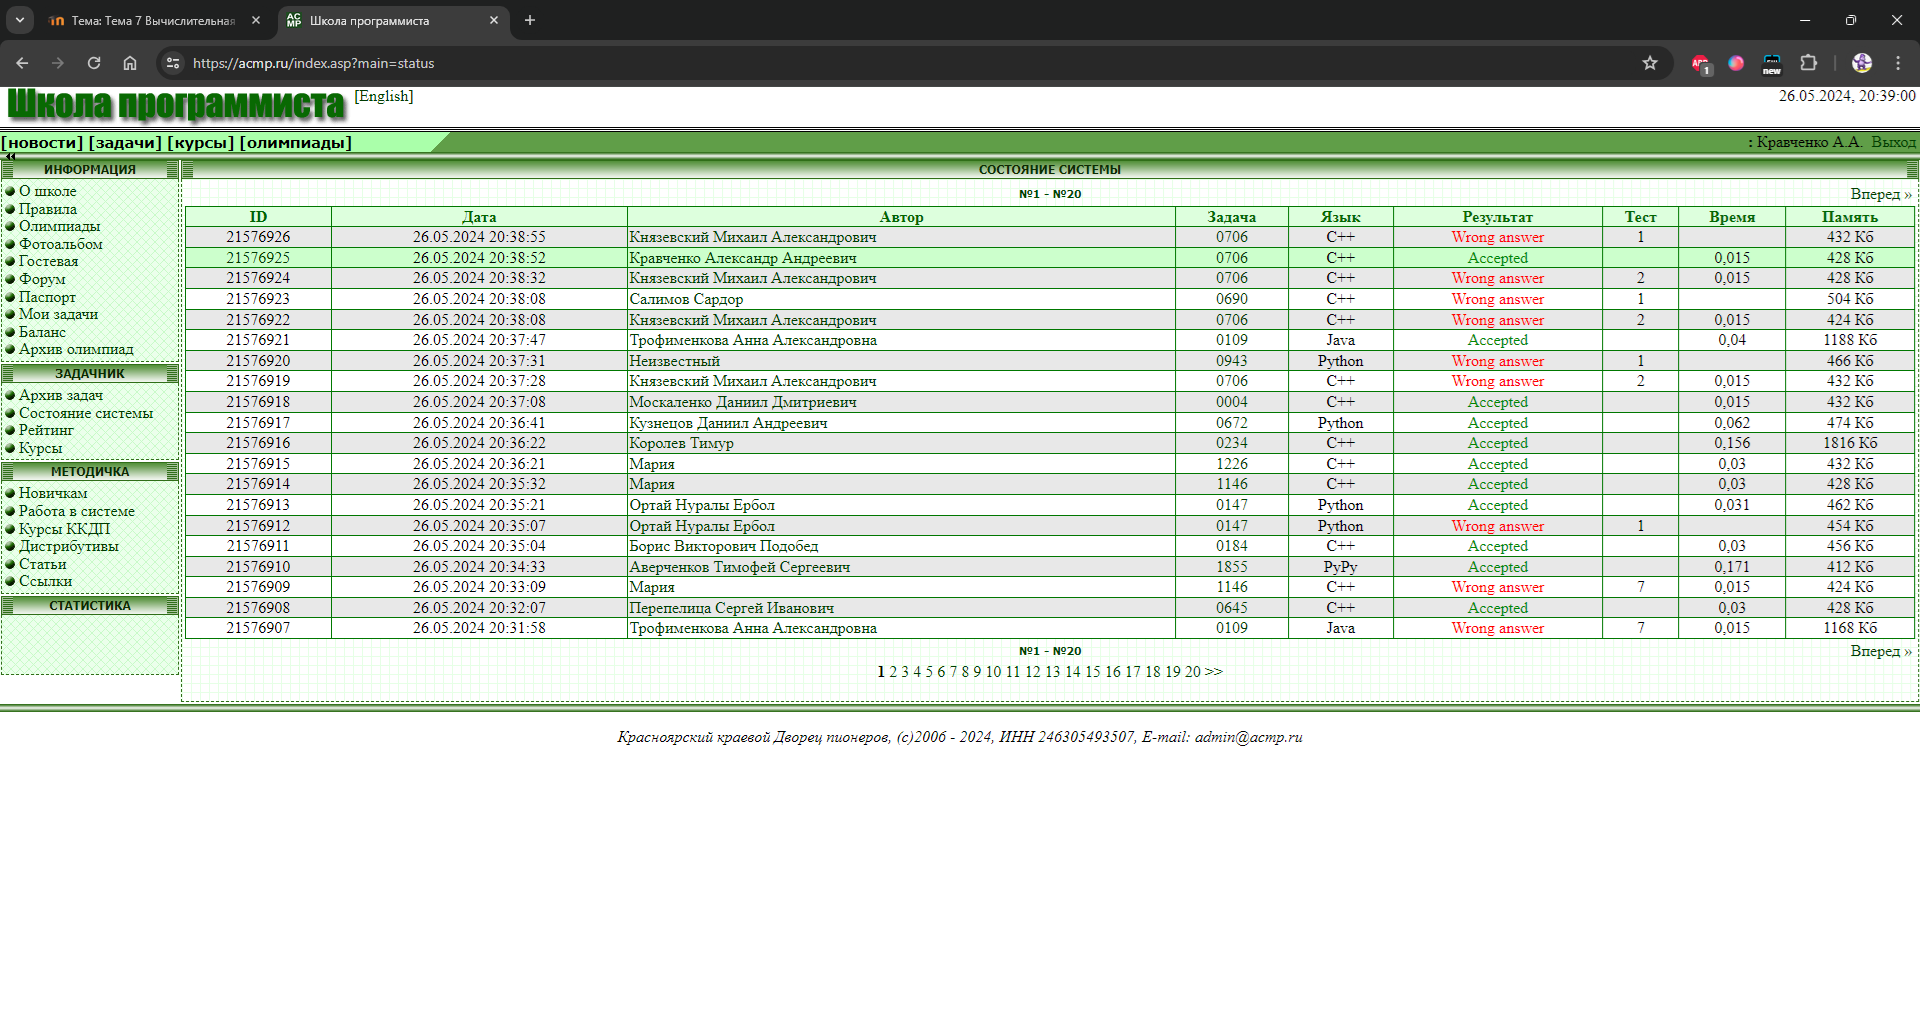 Тема: Тема 7 Вычислительная
Школа программиста
https://acmp.ru/index.asp?main=status
1
new
Школа программиста [English] 26.05.2024, 20:39:00
[новости] [задачи] [курсы] [олимпиады] : Кравченко А.А. Выход
ИНФОРМАЦИЯ
О школе
Правила
Олимпиады
Фотоальбом
Гостевая
Форум
Паспорт
Мои задачи
Баланс
Архив олимпиад
ЗАДАЧНИК
Архив задач
Состояние системы
Рейтинг
Курсы
МЕТОДИЧКА
Новичкам
Работа в системе
Курсы ККДП
Дистрибутивы
Статьи
Ссылки
СТАТИСТИКА
СОСТОЯНИЕ СИСТЕМЫ
№1 - №20 Вперед »
ID Дата Автор Задача Язык Результат Тест Время Память
21576926 26.05.2024 20:38:55 Князевский Михаил Александрович 0706 C++ Wrong answer 1 432 Кб
21576925 26.05.2024 20:38:52 Кравченко Александр Андреевич 0706 C++ Accepted 0,015 428 Кб
21576924 26.05.2024 20:38:32 Князевский Михаил Александрович 0706 C++ Wrong answer 2 0,015 428 Кб
21576923 26.05.2024 20:38:08 Салимов Сардор 0690 C++ Wrong answer 1 504 Кб
21576922 26.05.2024 20:38:08 Князевский Михаил Александрович 0706 C++ Wrong answer 2 0,015 424 Кб
21576921 26.05.2024 20:37:47 Трофименкова Анна Александровна 0109 Java Accepted 0,04 1188 Кб
21576920 26.05.2024 20:37:31 Неизвестный 0943 Python Wrong answer 1 466 Кб
21576919 26.05.2024 20:37:28 Князевский Михаил Александрович 0706 C++ Wrong answer 2 0,015 432 Кб
21576918 26.05.2024 20:37:08 Москаленко Даниил Дмитриевич 0004 C++ Accepted 0,015 432 Кб
21576917 26.05.2024 20:36:41 Кузнецов Даниил Андреевич 0672 Python Accepted 0,062 474 Кб
21576916 26.05.2024 20:36:22 Королев Тимур 0234 C++ Accepted 0,156 1816 Кб
21576915 26.05.2024 20:36:21 Мария 1226 C++ Accepted 0,03 432 Кб
21576914 26.05.2024 20:35:32 Мария 1146 C++ Accepted 0,03 428 Кб
21576913 26.05.2024 20:35:21 Ортай Нуралы Ербол 0147 Python Accepted 0,031 462 Кб
21576912 26.05.2024 20:35:07 Ортай Нуралы Ербол 0147 Python Wrong answer 1 454 Кб
21576911 26.05.2024 20:35:04 Борис Викторович Подобед 0184 C++ Accepted 0,03 456 Кб
21576910 26.05.2024 20:34:33 Аверченков Тимофей Сергеевич 1855 PyPy Accepted 0,171 412 Кб
21576909 26.05.2024 20:33:09 Мария 1146 C++ Wrong answer 7 0,015 424 Кб
21576908 26.05.2024 20:32:07 Перепелица Сергей Иванович 0645 C++ Accepted 0,03 428 Кб
21576907 26.05.2024 20:31:58 Трофименкова Анна Александровна 0109 Java Wrong answer 7 0,015 1168 Кб
№1 - №20 Вперед »
1 2 3 4 5 6 7 8 9 10 11 12 13 14 15 16 17 18 19 20 >>
Красноярский краевой Дворец пионеров, (c)2006 - 2024, ИНН 246305493507, E-mail: admin@acmp.ru